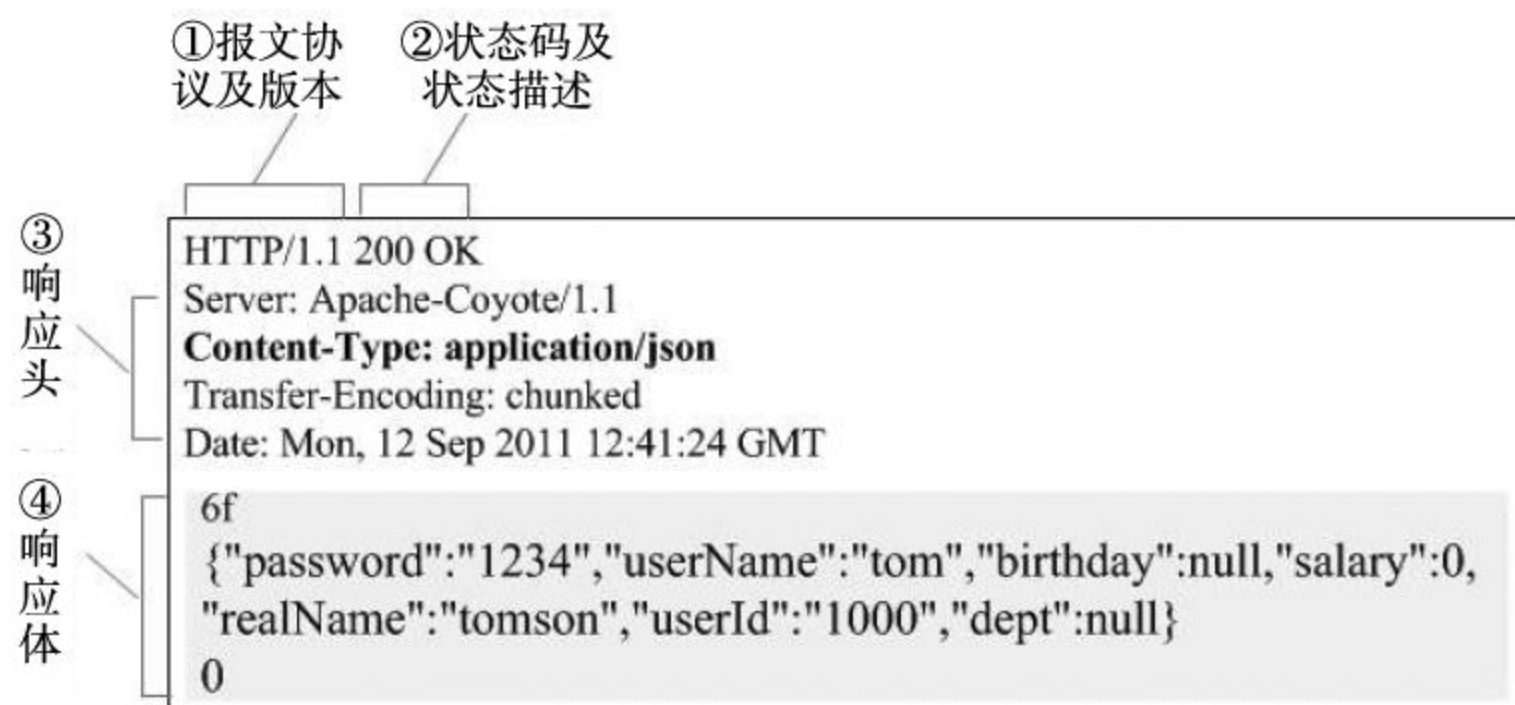 ①报文协
议及版本
②状态码及
状态描述
③
响
应
头
HTTP/1.1 200 OK
Server: Apache-Coyote/1.1
Content-Type: application/json
Transfer-Encoding: chunked
Date: Mon, 12 Sep 2011 12:41:24 GMT
④
响
应
体
6f
{"password":"1234","userName":"tom","birthday":null,"salary":0,
"realName":"tomson","userId":"1000","dept":null}
0